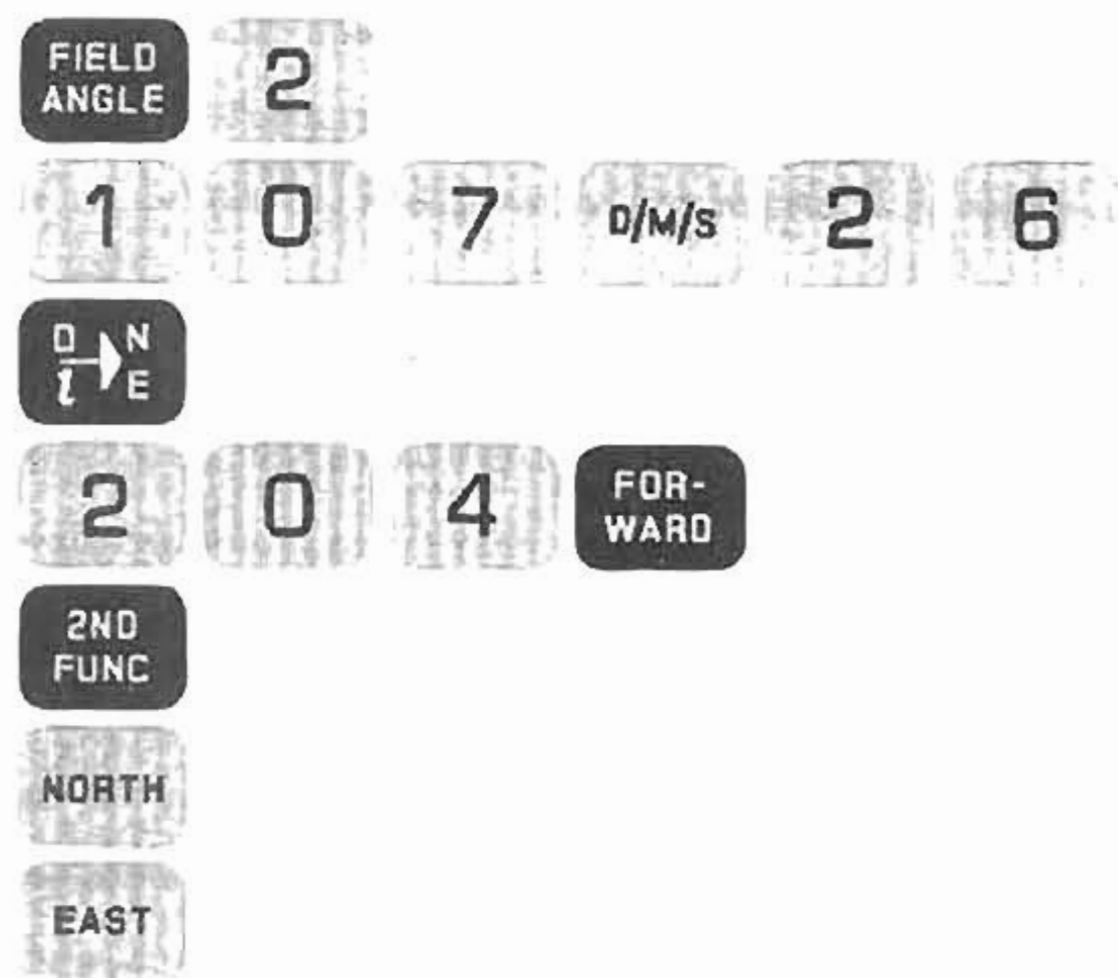 FIELD ANGLE 2
1 0 7 D/M/S 2 6
D N
l E
2 0 4 FOR-WARD
2ND FUNC
NORTH
EAST